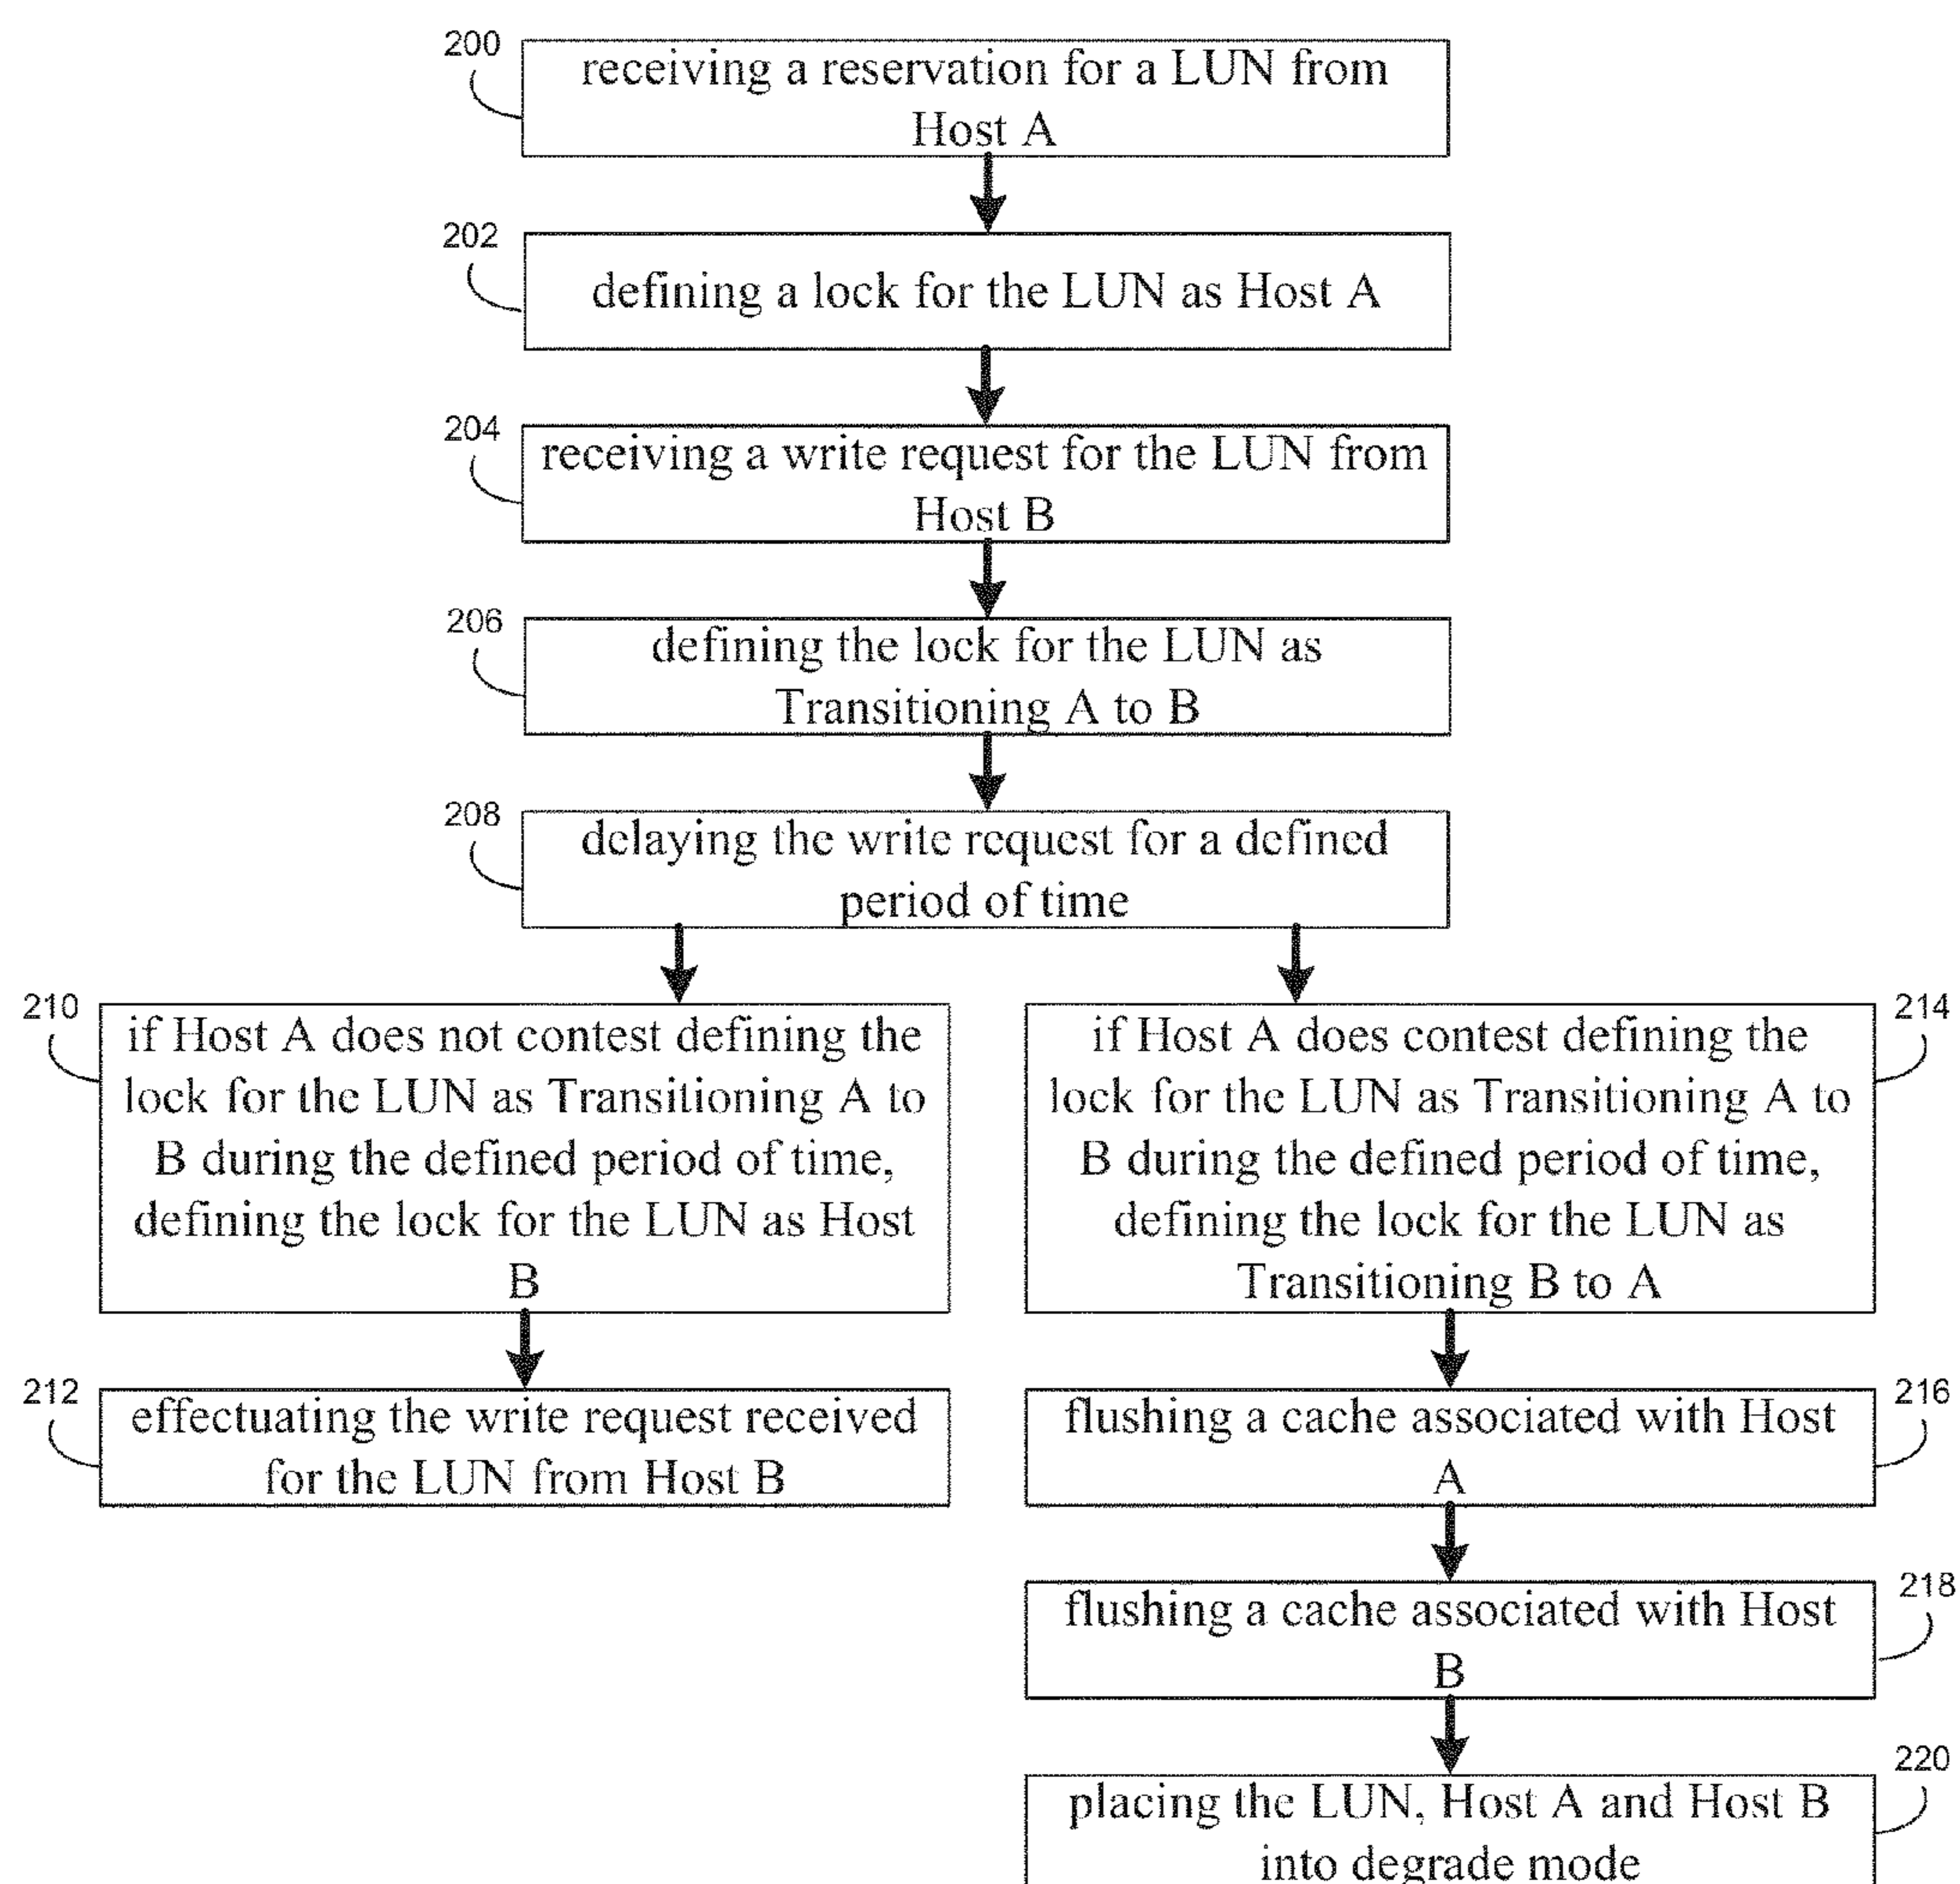 200
receiving a reservation for a LUN from
Host A
202
defining a lock for the LUN as Host A
204
receiving a write request for the LUN from
Host B
206
defining the lock for the LUN as
Transitioning A to B
208
delaying the write request for a defined
period of time
210
if Host A does not contest defining the
lock for the LUN as Transitioning A to
B during the defined period of time,
defining the lock for the LUN as Host
B
212
effectuating the write request received
for the LUN from Host B
214
if Host A does contest defining the
lock for the LUN as Transitioning A to
B during the defined period of time,
defining the lock for the LUN as
Transitioning B to A
216
flushing a cache associated with Host
A
218
flushing a cache associated with Host
B
220
placing the LUN, Host A and Host B
into degrade mode